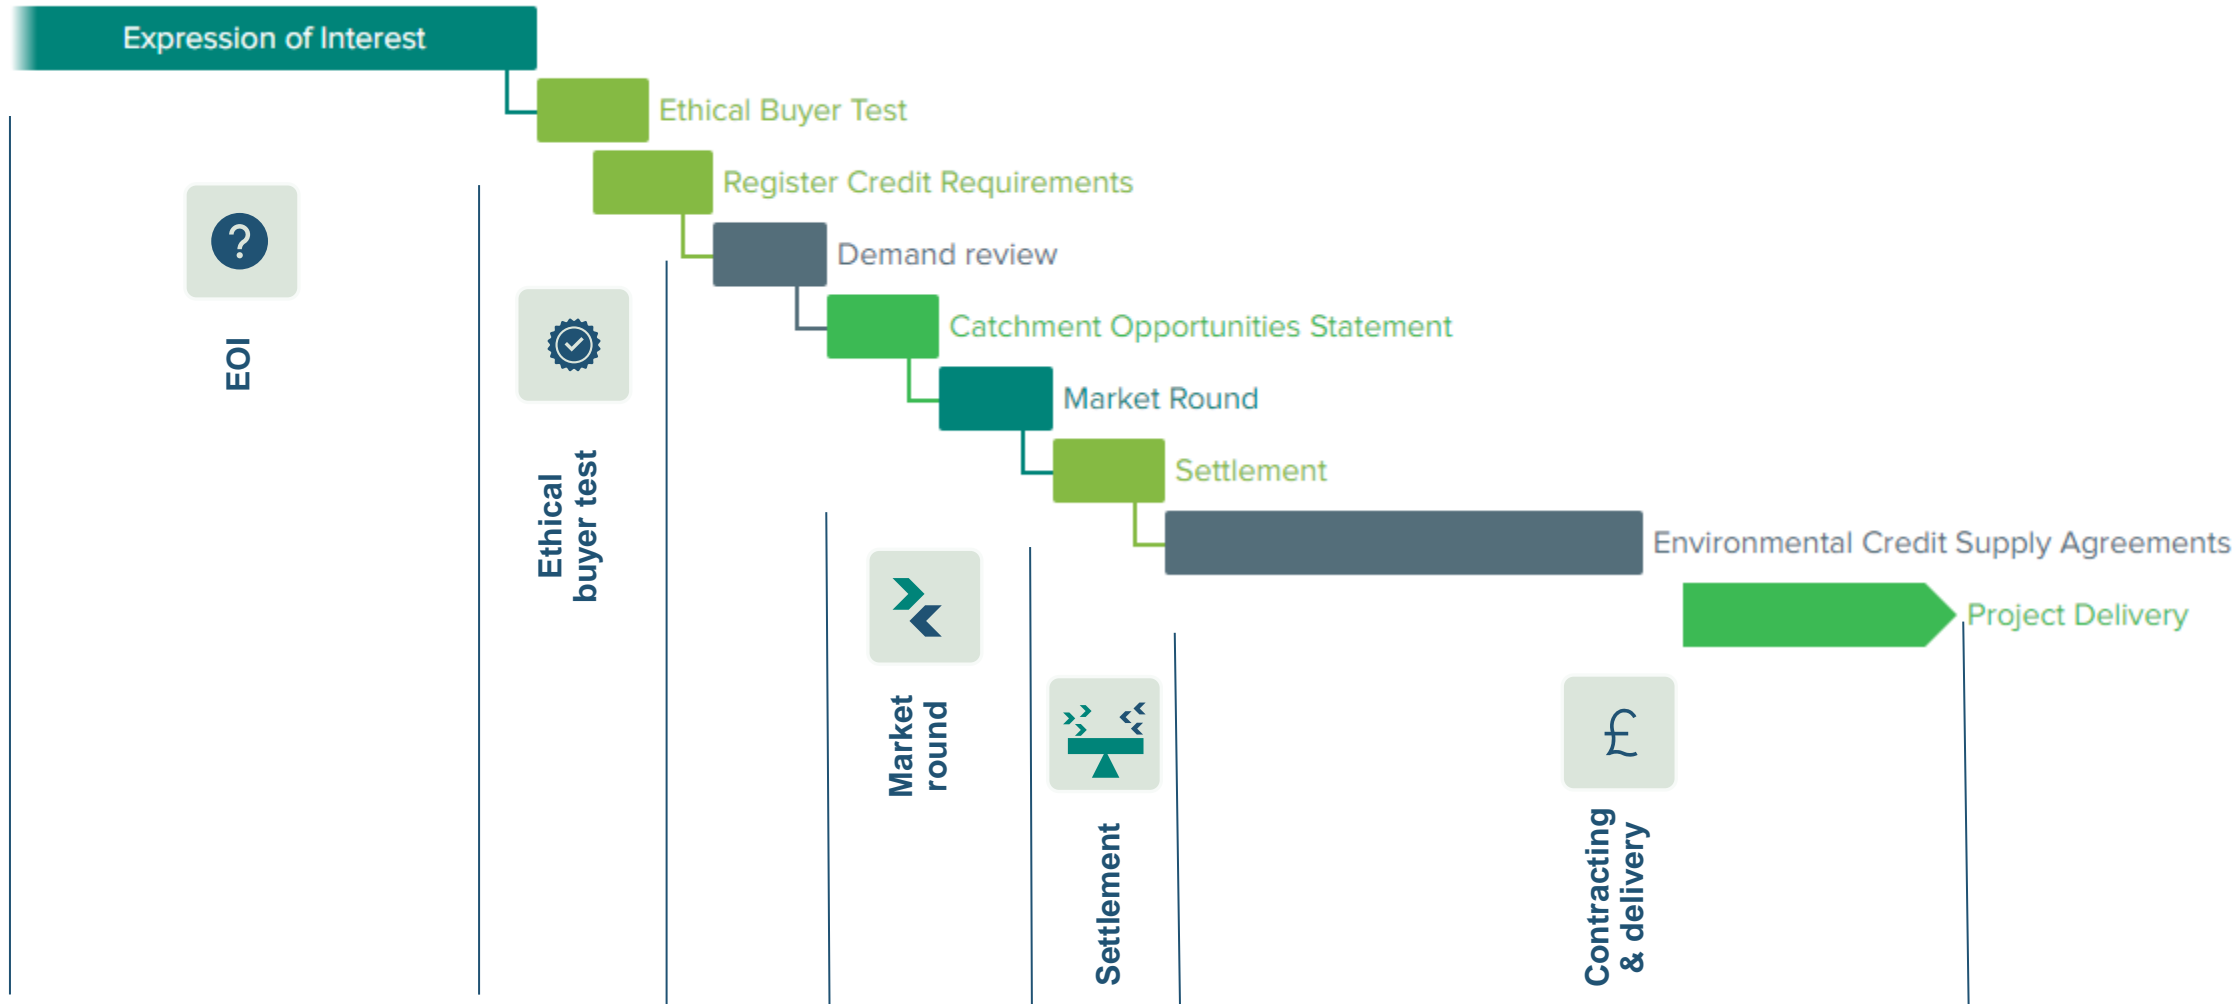 Expression of Interest
Ethical Buyer Test
Register Credit Requirements
Demand review
Catchment Opportunities Statement
Market Round
Settlement
Environmental Credit Supply Agreements
Project Delivery
?
EOI
Ethical
buyer test
Market
round
Settlement
£
Contracting
& delivery